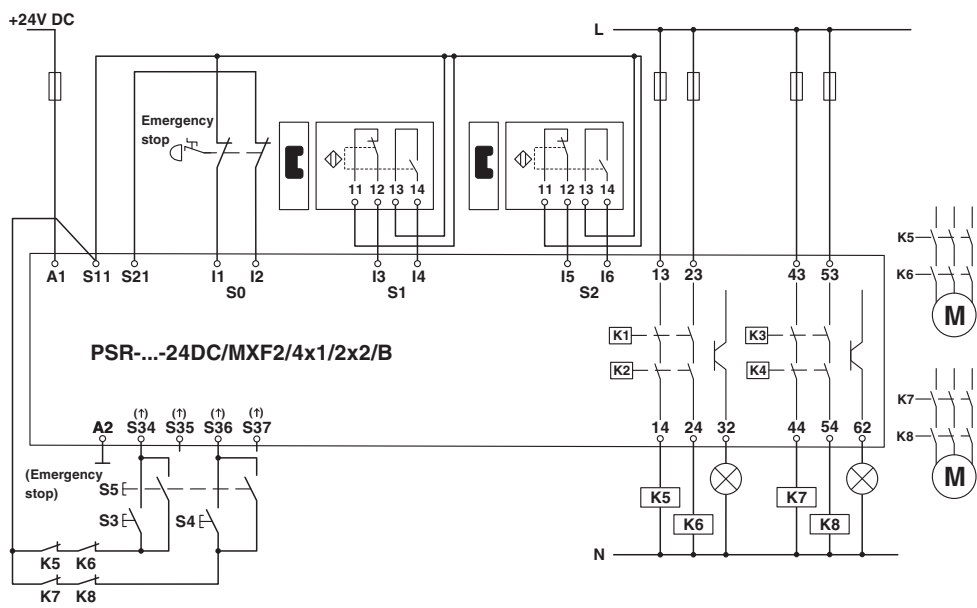 +24V DC
L
Emergency
stop
11 12 13 14
11 12 13 14
K5
K6
M
A1 S11 S21 I1 I2 I3 I4 I5 I6 13 23 43 53
S0 S1 S2
K1
K3
PSR-...-24DC/MXF2/4x1/2x2/B
K2
K4
K7
K8
M
(↑) (↑) (↑) (↑)
A2 S34 S35 S36 S37 14 24 32 44 54 62
(Emergency
stop)
S5
S3
S4
K5
K7
K6
K8
K5 K6
N
K7 K8